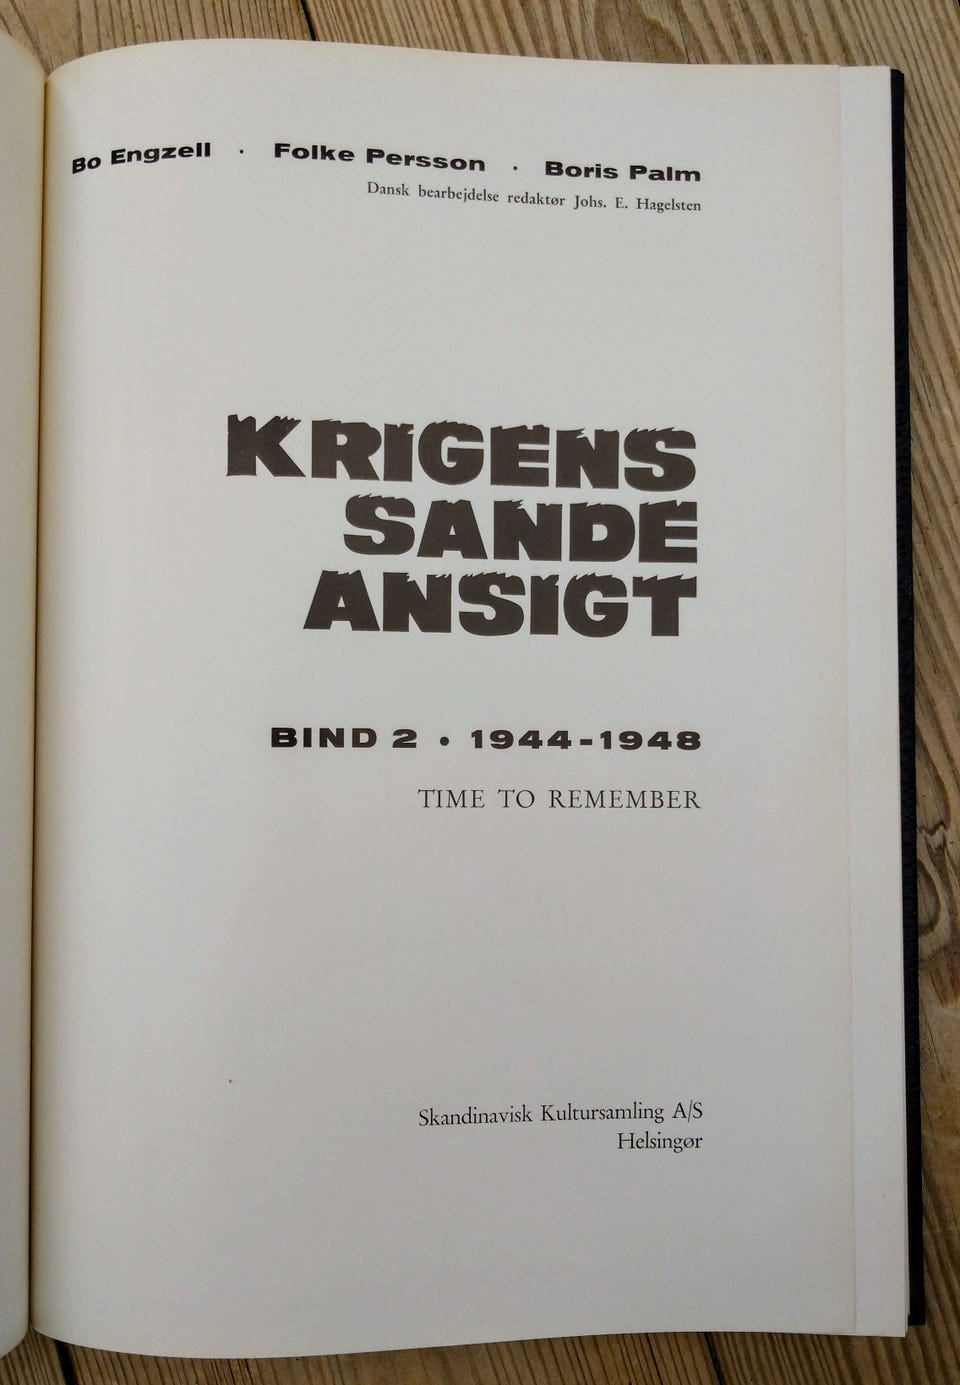 Bo Engzell · Folke Persson · Boris Palm
Dansk bearbejdelse redaktør Johs. E. Hagelsten
KRIGENS
SANDE
ANSIGT
BIND 2 • 1944-1948
TIME TO REMEMBER
Skandinavisk Kultursamling A/S
Helsingør